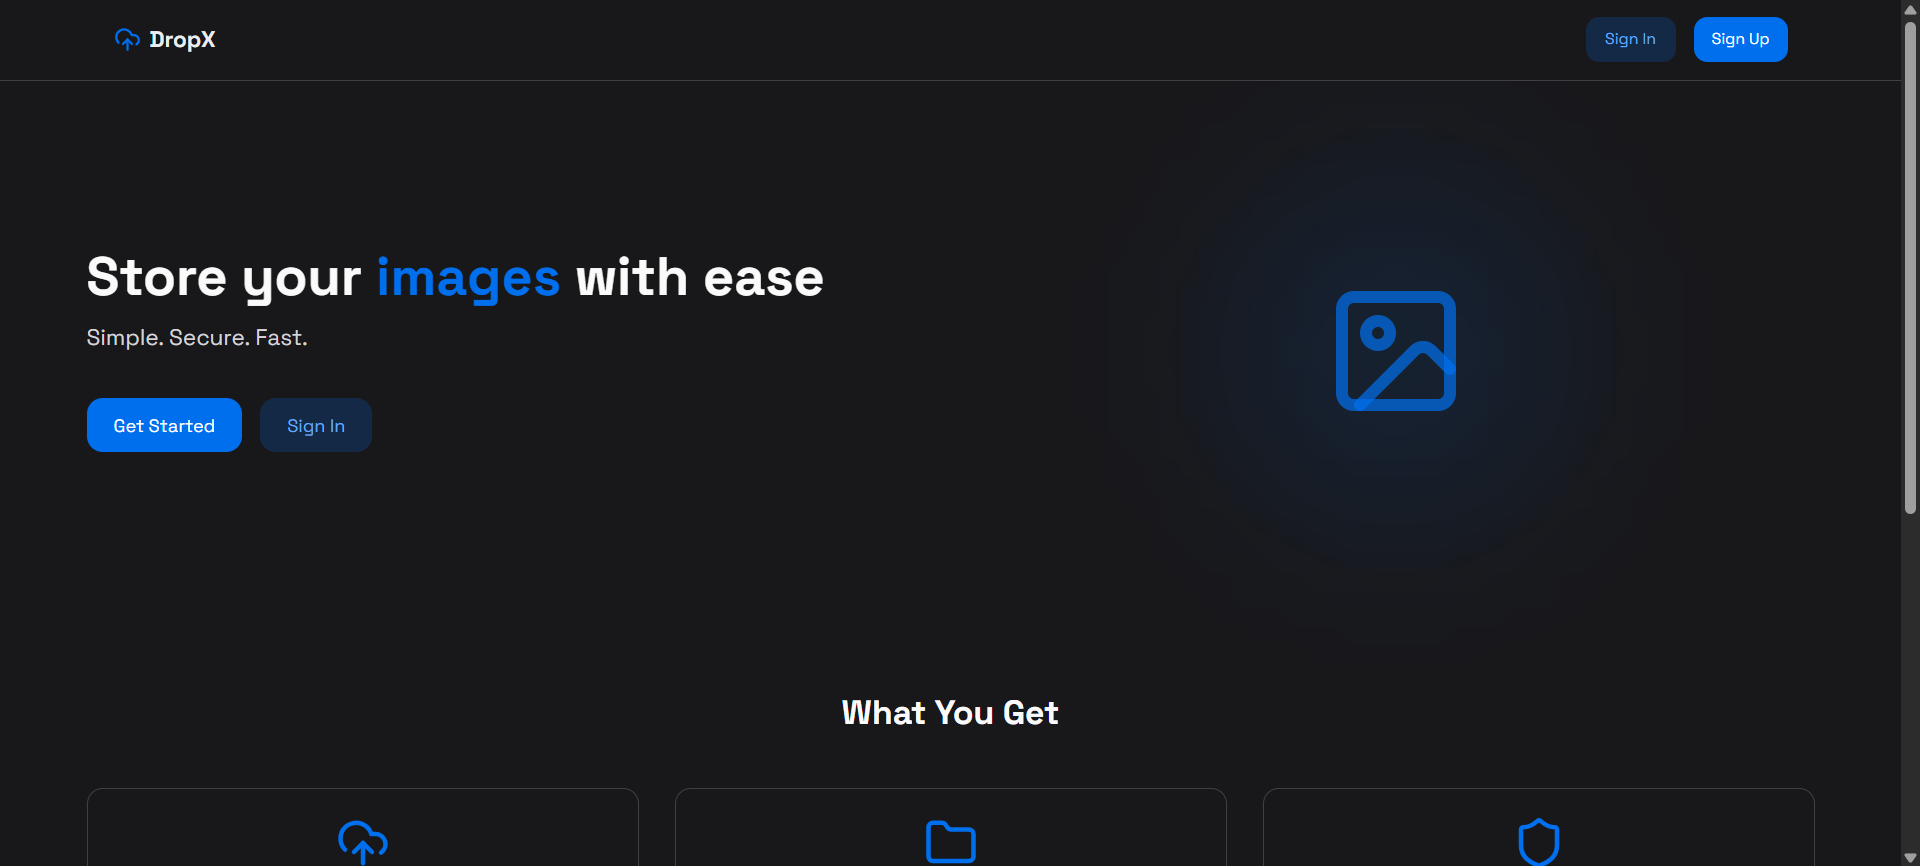 DropX
Sign In
Sign Up
Store your images with ease
Simple. Secure. Fast.
Get Started
Sign In
What You Get